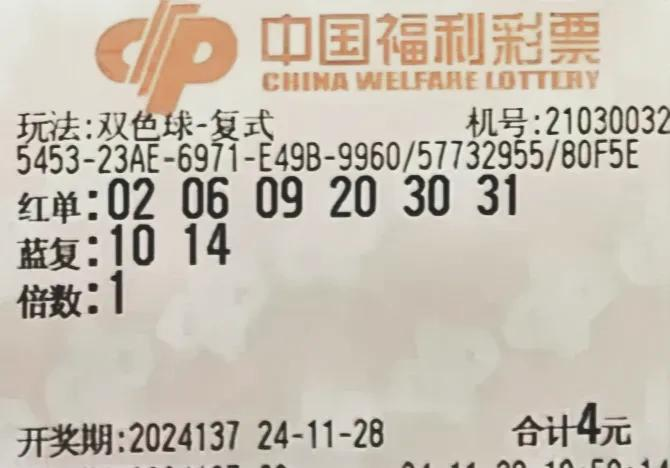 中国福利彩票
CHINA WELFARE LOTTERY
玩法:双色球-复式 机号:21030032
5453-23AE-6971-E49B-9960/57732955/80F5E
红单:02 06 09 20 30 31
蓝复:10 14
倍数:1
开奖期:2024137 24-11-28 合计4元